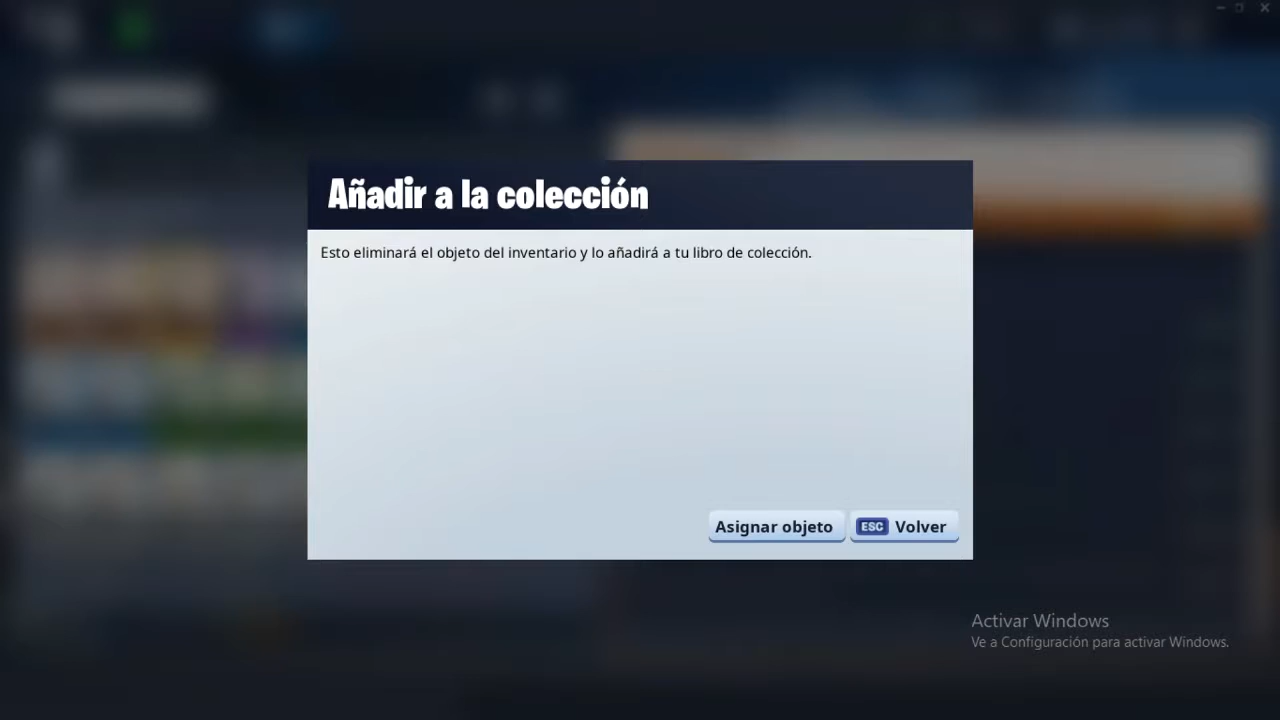 Añadir a la colección
Esto eliminará el objeto del inventario y lo añadirá a tu libro de colección.
Asignar objeto
ESC Volver
Activar Windows
Ve a Configuración para activar Windows.